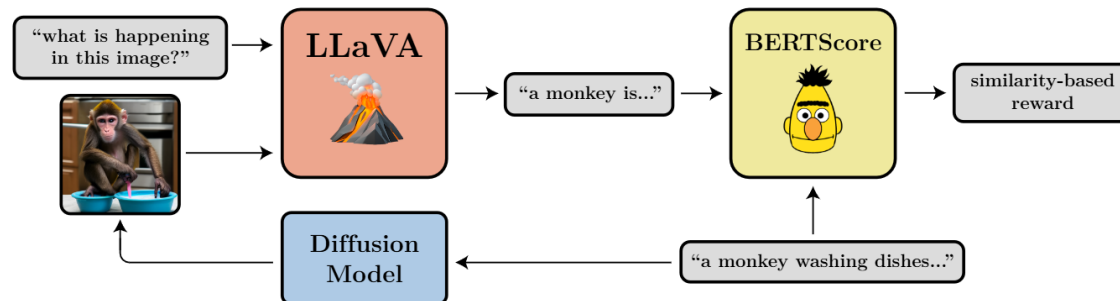 “what is happening
in this image?”
LLaVA
“a monkey is...”
BERTScore
similarity-based
reward
Diffusion
Model
“a monkey washing dishes...”